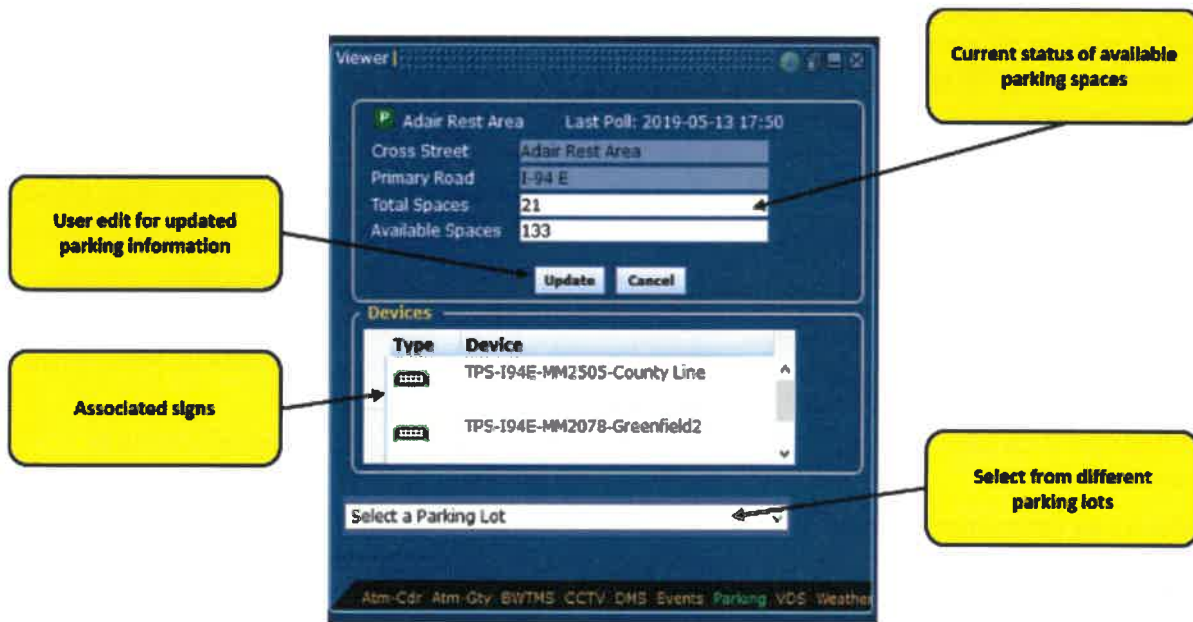 Viewer
Current status of available
parking spaces
Adair Rest Area Last Poll: 2019-05-13 17:50
Cross Street Adair Rest Area
Primary Road I-94 E
Total Spaces 21
Available Spaces 133
User edit for updated
parking information
Update Cancel
Devices
Type Device
TPS-I94E-MM2505-County Line
Associated signs
TPS-I94E-MM2078-Greenfield2
Select from different
parking lots
Select a Parking Lot
Atm-Cdr Atm-Gty BWTMS CCTV DMS Events Parking VDS Weather